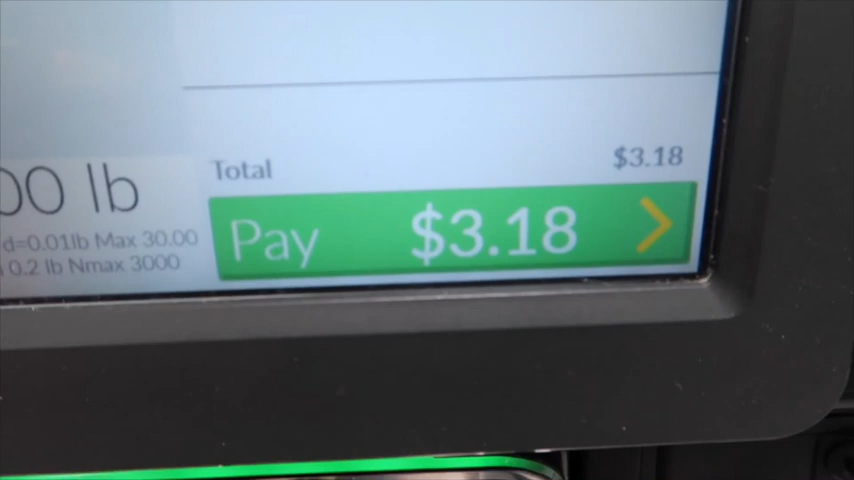 Total $3.18
00 lb
Pay $3.18
d=0.01lb Max 30.00
0.2 lb Nmax 3000